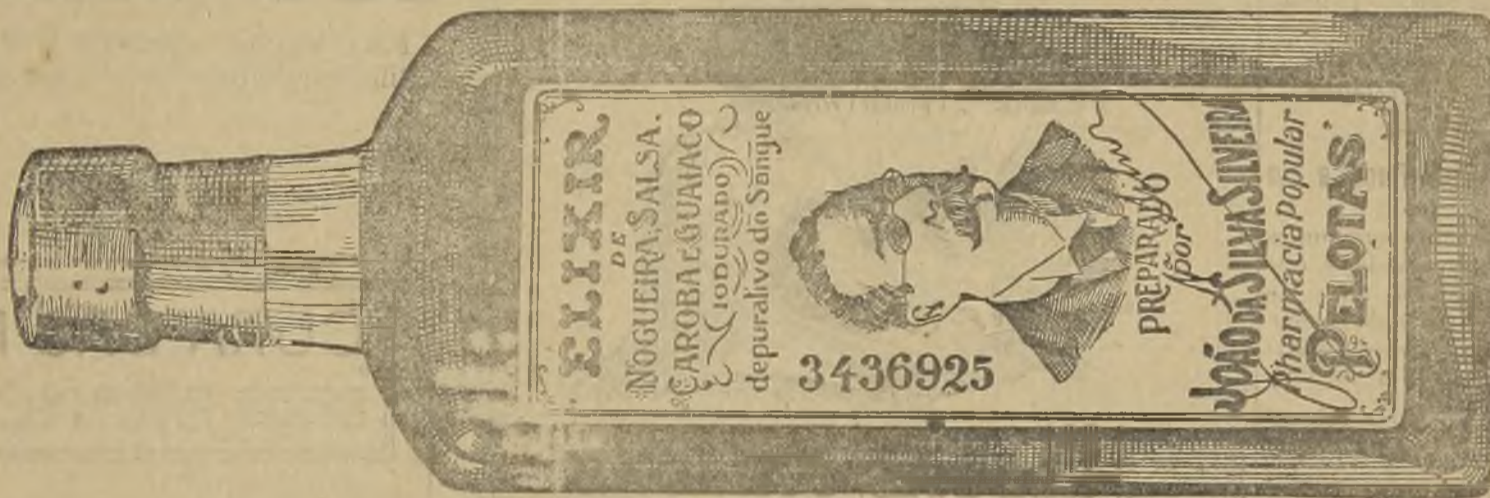 ELIXIR
DE
NOGUEIRA, SALSA.
CAROBA E GUAIACO
(IODURADO)
depurativo do Sangue
3436925
PREPARADO
por
JOÃO DA SILVA SILVEIRA
Pharmacia Popular
PELOTAS